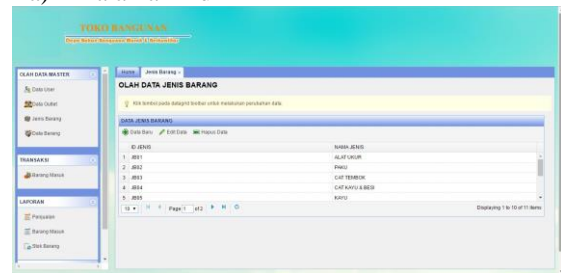 TOKO BANGUNAN
OLAH DATA MASTER
Data User
Data Outlet
Jenis Barang
Data Barang
TRANSAKSI
Barang Masuk
LAPORAN
Penjualan
Barang Masuk
Stok Barang
Home Jenis Barang
OLAH DATA JENIS BARANG
Klik tombol pada datagrid toolbar untuk melakukan perubahan data.
DATA JENIS BARANG
Data Baru Edit Data Hapus Data
ID JENIS NAMA JENIS
1 JB01 ALAT UKUR
2 JB02 PAKU
3 JB03 CAT TEMBOK
4 JB04 CAT KAYU & BESI
5 JB05 KAYU
10 Page 1 of 2 Displaying 1 to 10 of 11 items